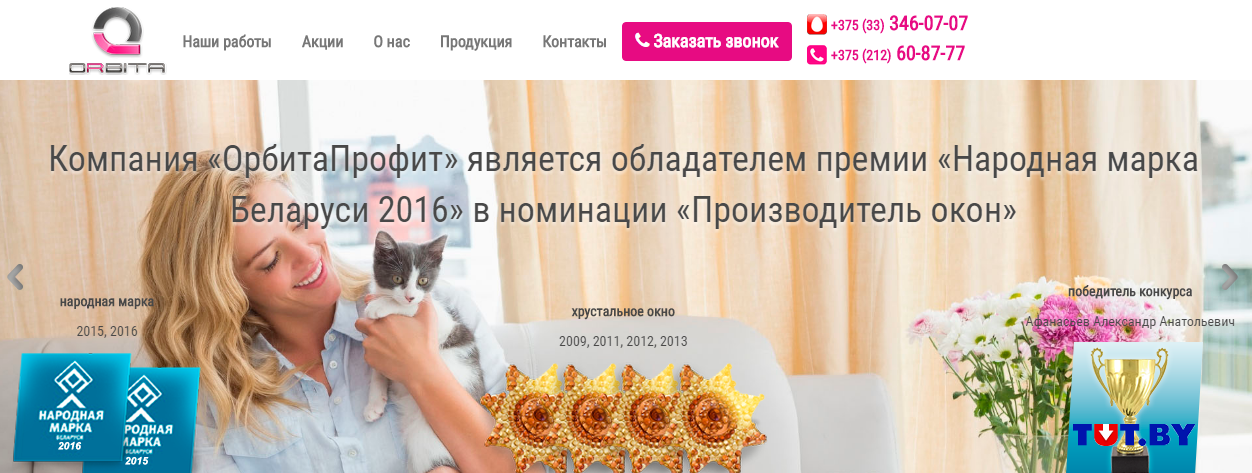 ORBITA
Наши работы
Акции
О нас
Продукция
Контакты
Заказать звонок
+375 (33) 346-07-07
+375 (212) 60-87-77
Компания «ОрбитаПрофит» является обладателем премии «Народная марка
Беларуси 2016» в номинации «Производитель окон»
народная марка
2015, 2016
НАРОДНАЯ
МАРКА
БЕЛАРУСИ
2016
НАРОДНАЯ
МАРКА
БЕЛАРУСИ
2015
хрустальное окно
2009, 2011, 2012, 2013
победитель конкурса
Афанасьев Александр Анатольевич
TUT.BY